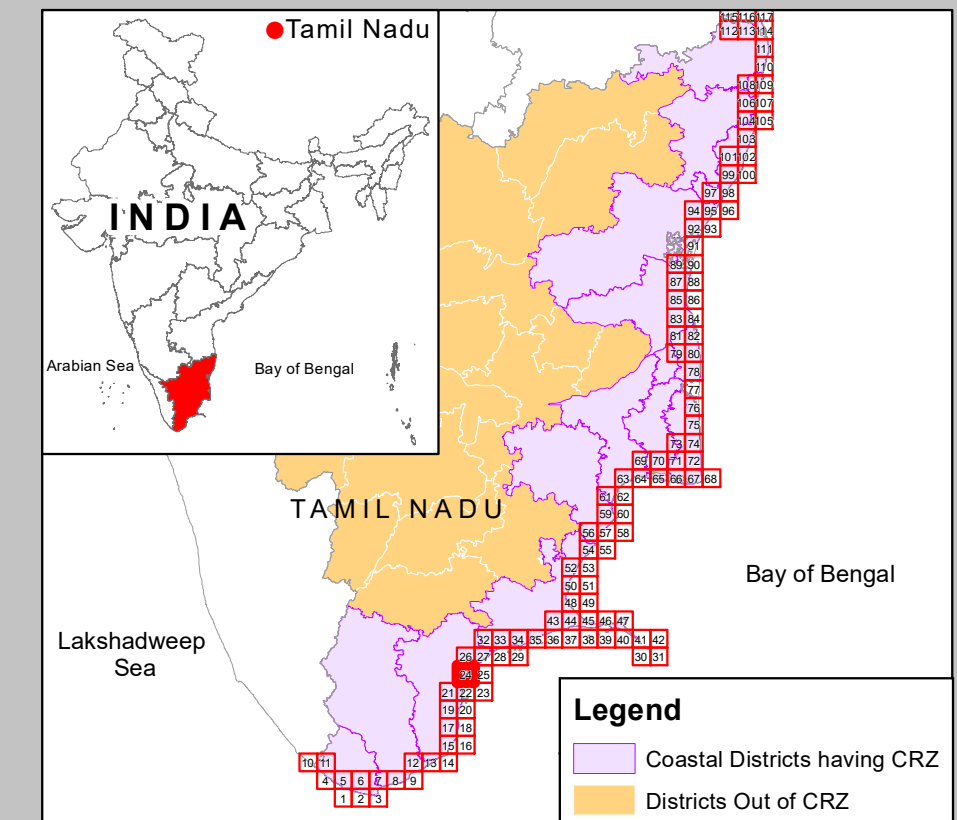 Tamil Nadu
INDIA
Arabian Sea
Bay of Bengal
115 116 117
112 113 114
111
110
108 109
106 107
104 105
103
101 102
99 100
97 98
94 95 96
92 93
91
89 90
87 88
85 86
83 84
81 82
79 80
78
77
76
75
73 74
69 70 71 72
63 64 65 66 67 68
61 62
59 60
56 57 58
54 55
52 53
50 51
48 49
43 44 45 46 47
32 33 34 35 36 37 38 39 40 41 42
26 27 28 29 30 31
24 25
21 22 23
19 20
17 18
15 16
10 11 12 13 14
4 5 6 7 8 9
1 2 3
TAMIL NADU
Bay of Bengal
Lakshadweep
Sea
Legend
Coastal Districts having CRZ
Districts Out of CRZ